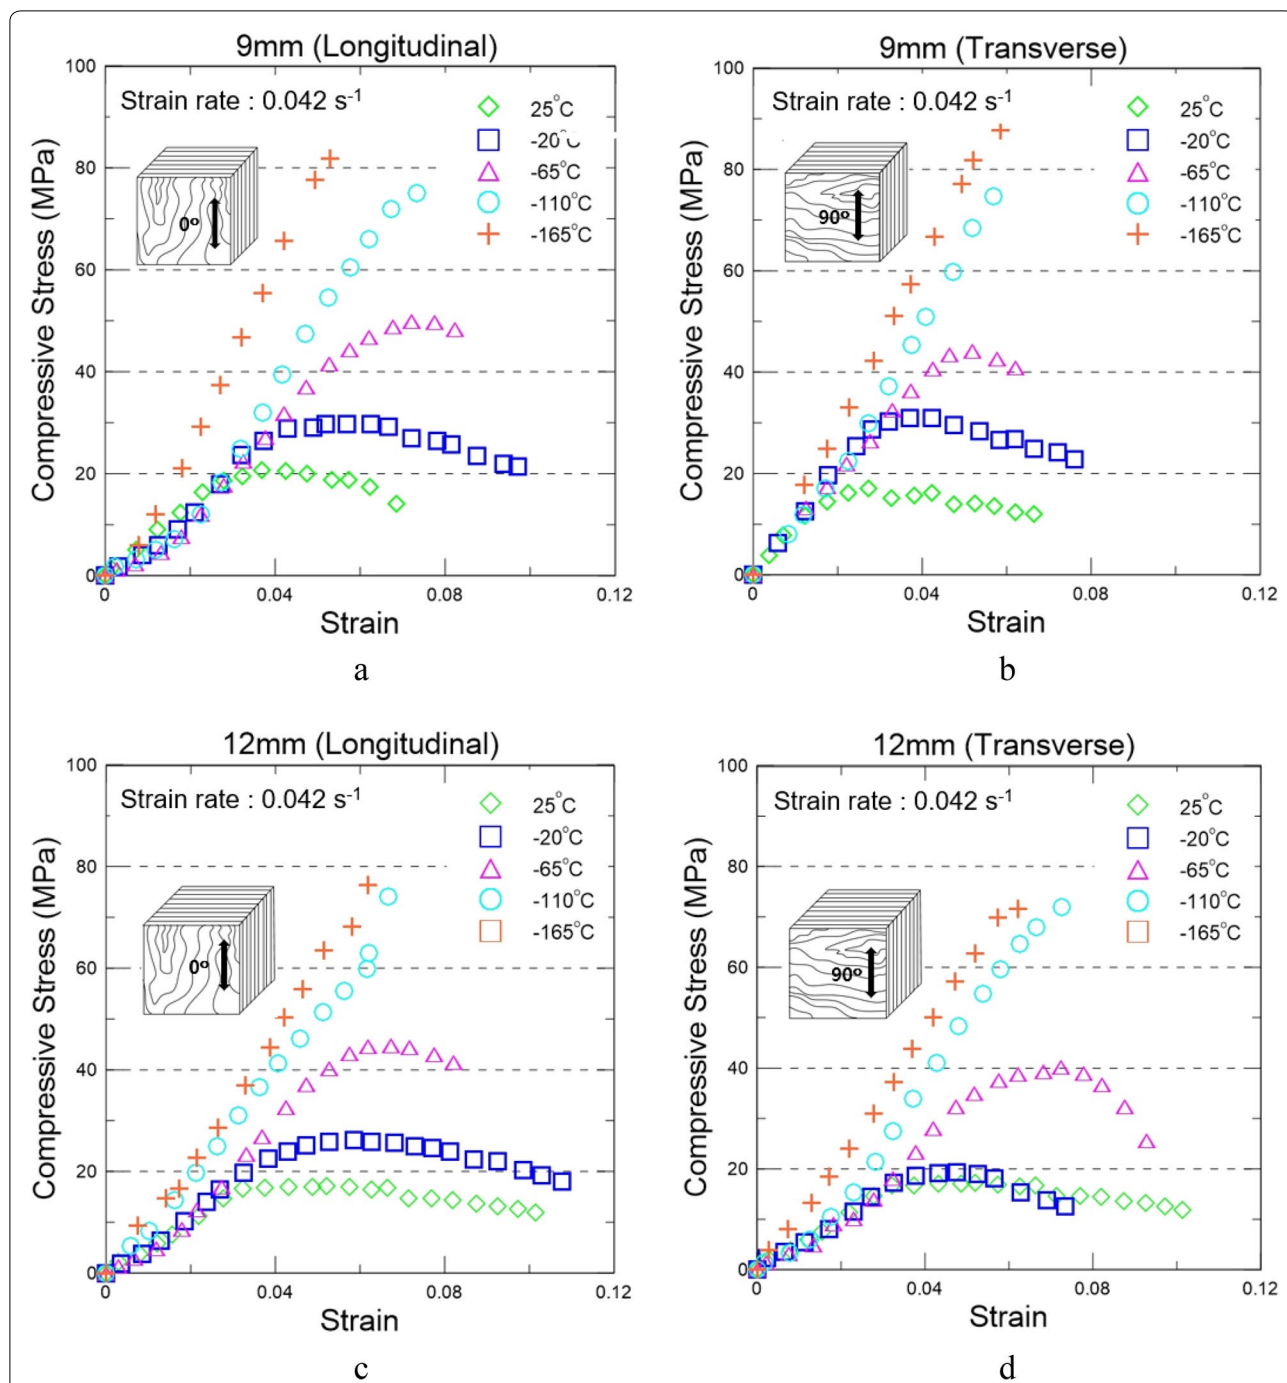 9mm (Longitudinal)
Compressive Stress (MPa)
100
80
60
40
20
0
Strain rate : 0.042 s⁻¹
0°
25°C
-20°C
-65°C
-110°C
-165°C
0
0.04
0.08
0.12
Strain
a
9mm (Transverse)
Compressive Stress (MPa)
100
80
60
40
20
0
Strain rate : 0.042 s⁻¹
90°
25°C
-20°C
-65°C
-110°C
-165°C
0
0.04
0.08
0.12
Strain
b
12mm (Longitudinal)
Compressive Stress (MPa)
100
80
60
40
20
0
Strain rate : 0.042 s⁻¹
0°
25°C
-20°C
-65°C
-110°C
-165°C
0
0.04
0.08
0.12
Strain
c
12mm (Transverse)
Compressive Stress (MPa)
100
80
60
40
20
0
Strain rate : 0.042 s⁻¹
90°
25°C
-20°C
-65°C
-110°C
-165°C
0
0.04
0.08
0.12
Strain
d